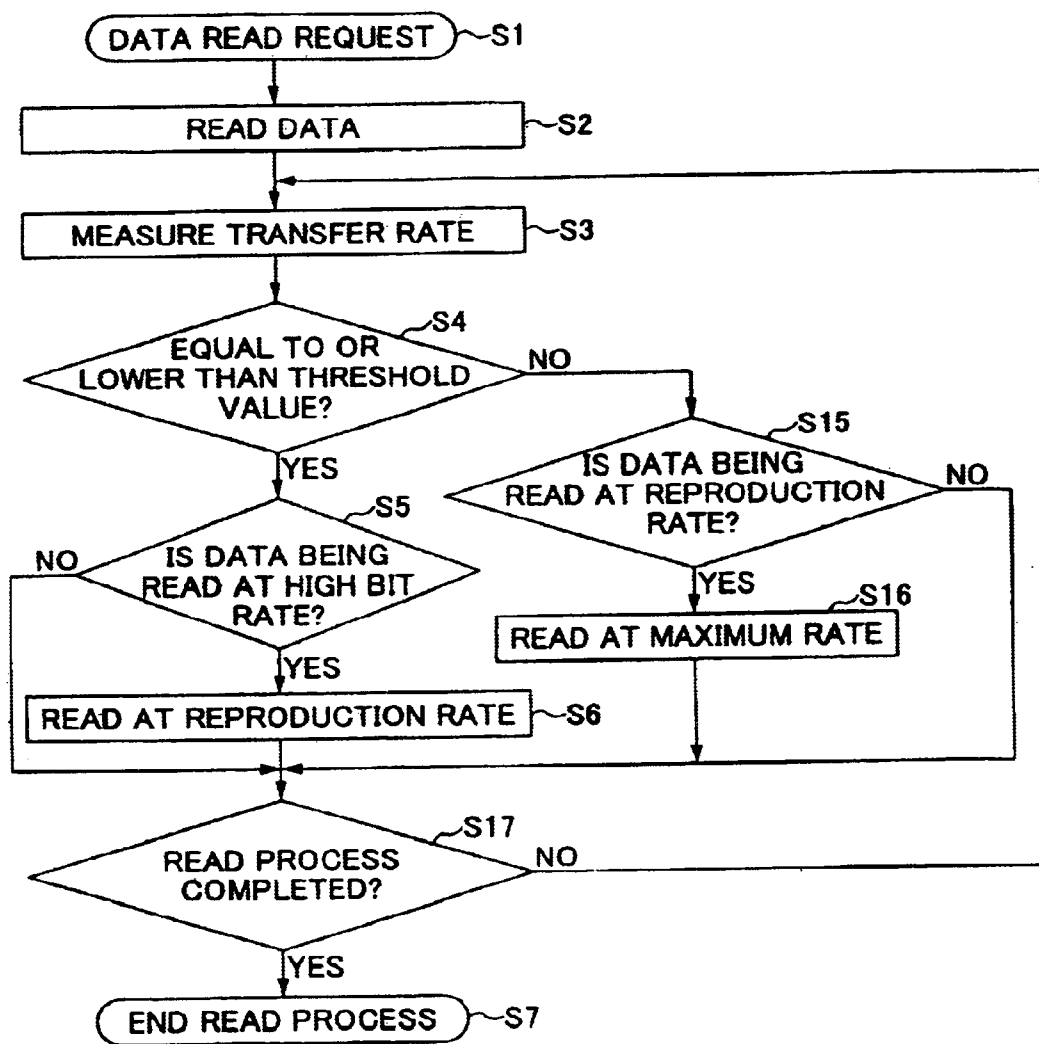 DATA READ REQUEST
S1
READ DATA
S2
MEASURE TRANSFER RATE
S3
S4
EQUAL TO OR
LOWER THAN THRESHOLD
VALUE?
NO
YES
S15
IS DATA BEING
READ AT REPRODUCTION
RATE?
NO
YES
S5
NO
IS DATA BEING
READ AT HIGH BIT
RATE?
YES
S16
READ AT MAXIMUM RATE
READ AT REPRODUCTION RATE
S6
S17
READ PROCESS
COMPLETED?
NO
YES
END READ PROCESS
S7